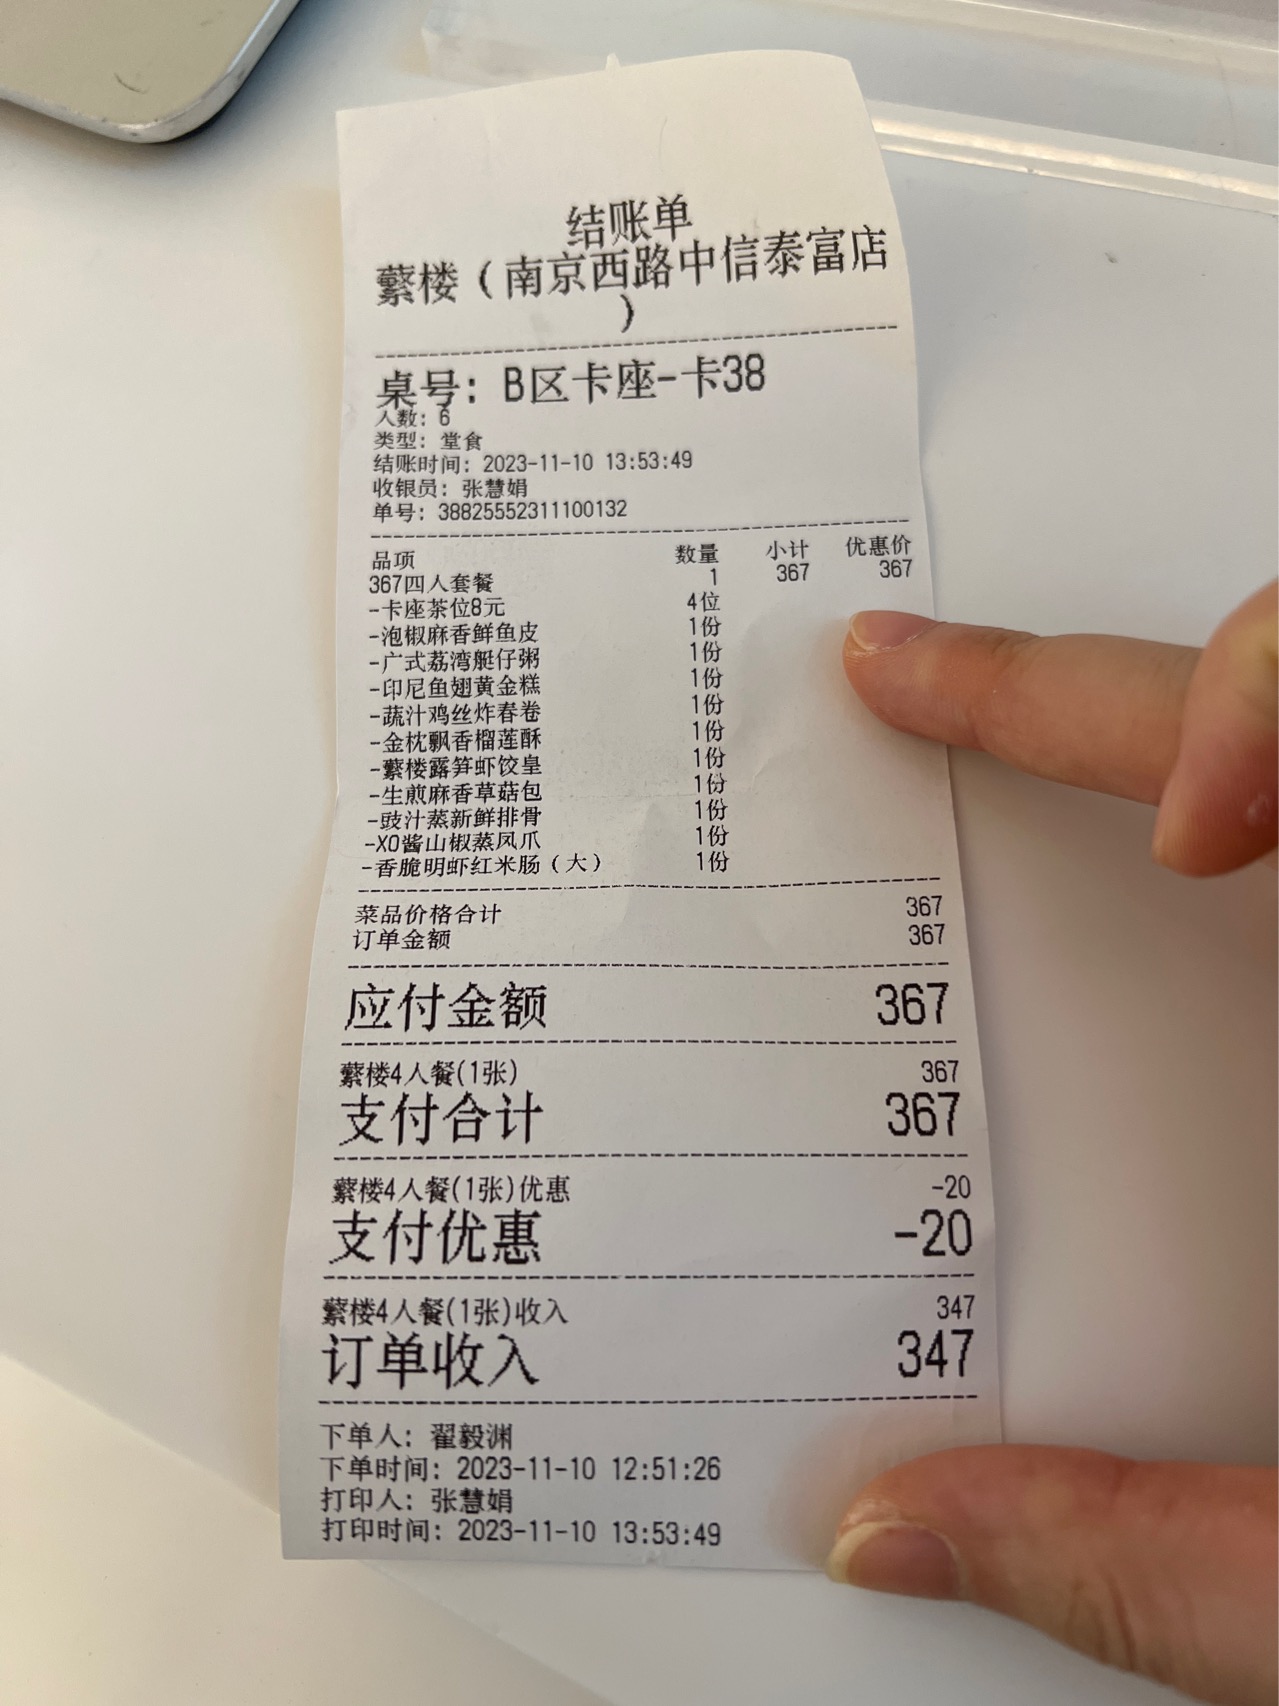 结账单
蘩楼（南京西路中信泰富店
）
桌号：B区卡座-卡38
人数：6
类型：堂食
结账时间：2023-11-10 13:53:49
收银员：张慧娟
单号：38825552311100132
品项 数量 小计 优惠价
367四人套餐 1 367 367
-卡座茶位8元 4位
-泡椒麻香鲜鱼皮 1份
-广式荔湾艇仔粥 1份
-印尼鱼翅黄金糕 1份
-蔬汁鸡丝炸春卷 1份
-金枕飘香榴莲酥 1份
-蘩楼露笋虾饺皇 1份
-生煎麻香草菇包 1份
-豉汁蒸新鲜排骨 1份
-XO酱山椒蒸凤爪 1份
-香脆明虾红米肠（大） 1份
菜品价格合计 367
订单金额 367
应付金额 367
蘩楼4人餐(1张) 367
支付合计 367
蘩楼4人餐(1张)优惠 -20
支付优惠 -20
蘩楼4人餐(1张)收入 347
订单收入 347
下单人：翟毅渊
下单时间：2023-11-10 12:51:26
打印人：张慧娟
打印时间：2023-11-10 13:53:49